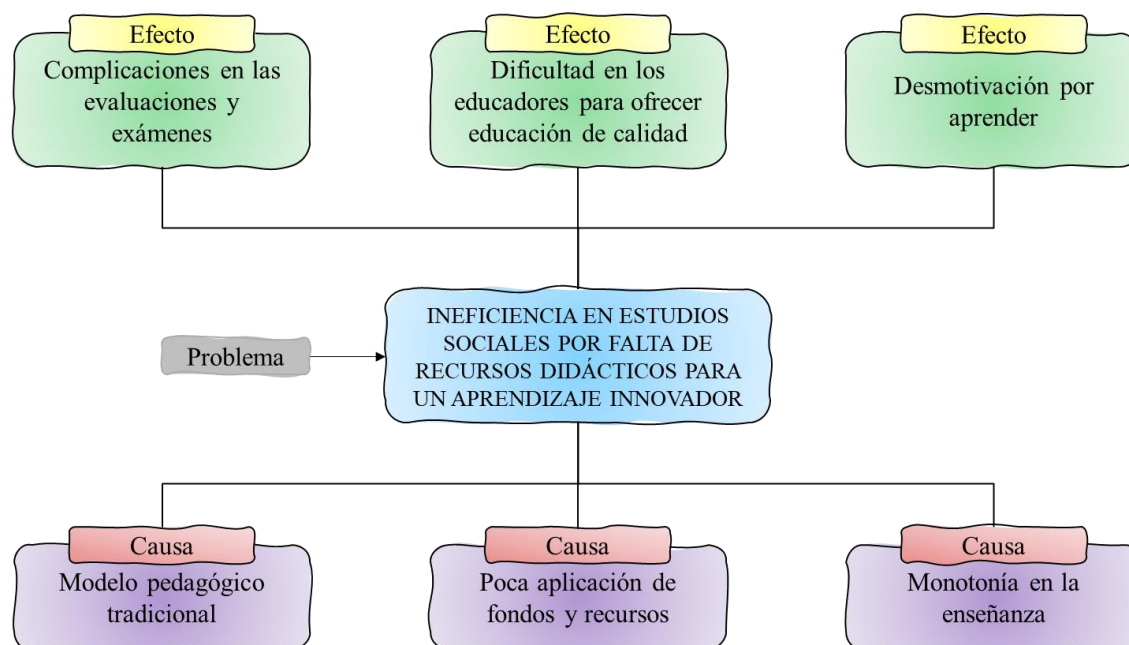 Efecto
Complicaciones en las
evaluaciones y
exámenes
Efecto
Dificultad en los
educadores para ofrecer
educación de calidad
Efecto
Desmotivación por
aprender
Problema
INEFICIENCIA EN ESTUDIOS
SOCIALES POR FALTA DE
RECURSOS DIDÁCTICOS PARA
UN APRENDIZAJE INNOVADOR
Causa
Modelo pedagógico
tradicional
Causa
Poca aplicación de
fondos y recursos
Causa
Monotonía en la
enseñanza